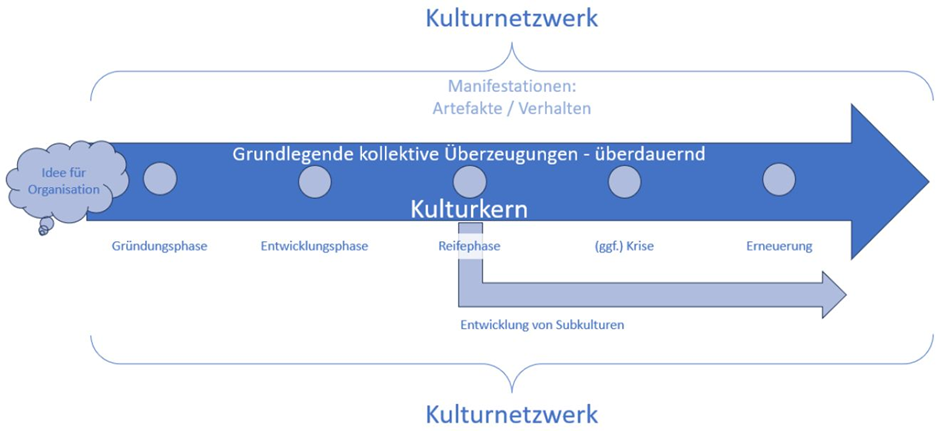 Kulturnetzwerk
Manifestationen:
Artefakte / Verhalten
Grundlegende kollektive Überzeugungen - überdauernd
Idee für
Organisation
Kulturkern
Gründungsphase
Entwicklungsphase
Reifephase
(ggf.) Krise
Erneuerung
Entwicklung von Subkulturen
Kulturnetzwerk